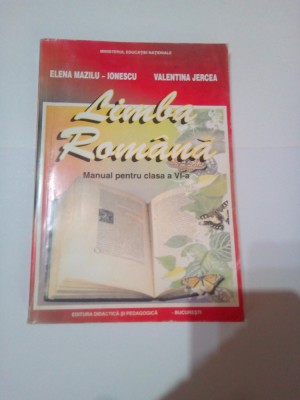 MINISTERUL EDUCAȚIEI NAȚIONALE
ELENA MAZILU - IONESCU VALENTINA JERCEA
Limba
Română
Manual pentru clasa a VI-a
EDITURA DIDACTICĂ ȘI PEDAGOGICĂ - BUCUREȘTI